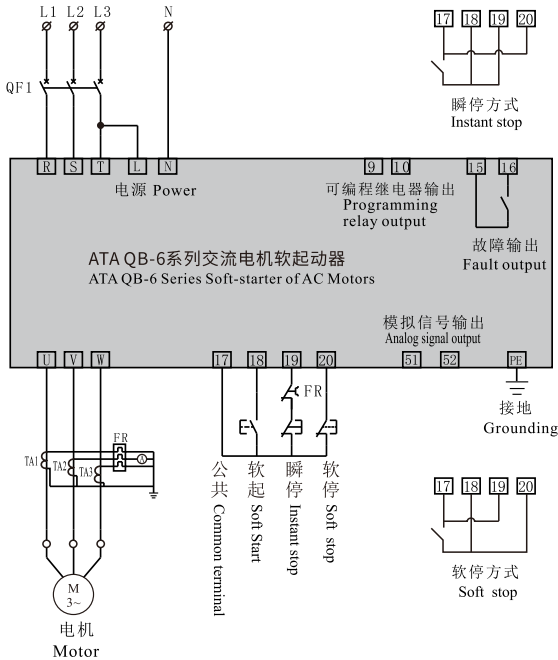 L1 L2 L3 N
QF1
17 18 19 20
瞬停方式
Instant stop
R S T L N
9 10 15 16
电源 Power
可编程继电器输出
Programming
relay output
故障输出
Fault output
ATA QB-6系列交流电机软起动器
ATA QB-6 Series Soft-starter of AC Motors
模拟信号输出
Analog signal output
U V W
17 18 19 20
51 52 PE
FR
接地
Grounding
FR
TA1 TA2 TA3
A
公共 Common terminal
软起 Soft Start
瞬停 Instant stop
软停 Soft stop
17 18 19 20
软停方式
Soft stop
M
3~
电机
Motor